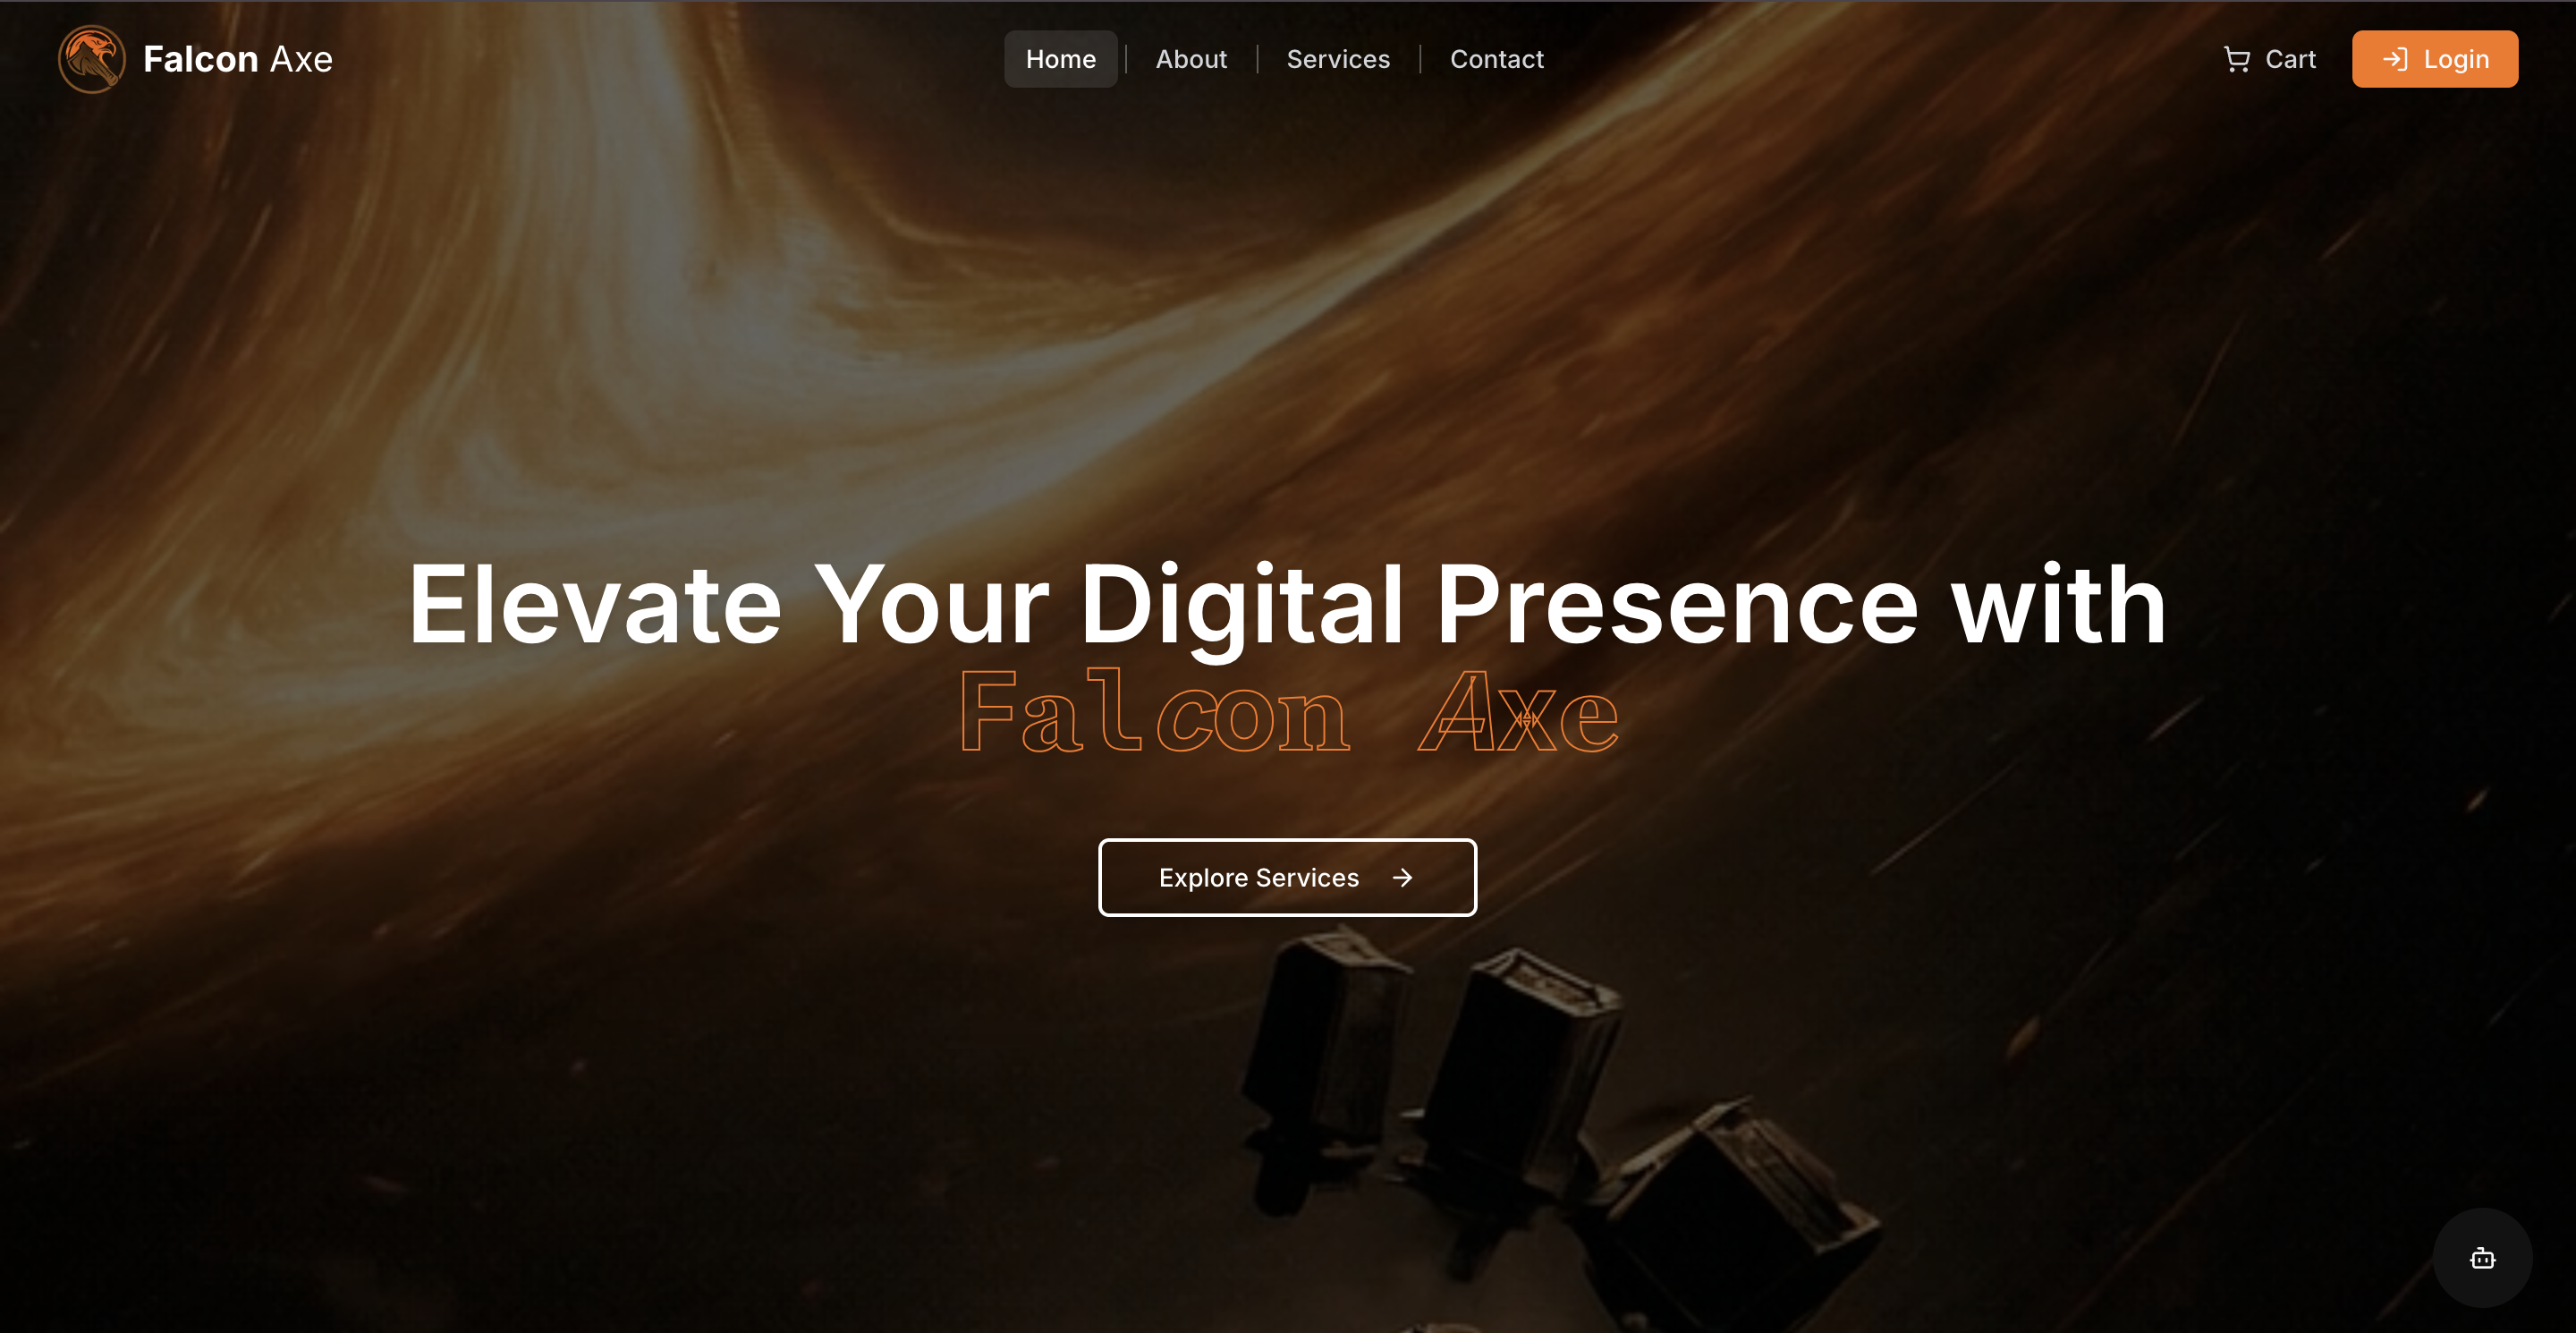 Falcon Axe
Home
About
Services
Contact
Cart
Login
Elevate Your Digital Presence with
Falcon Axe
Explore Services